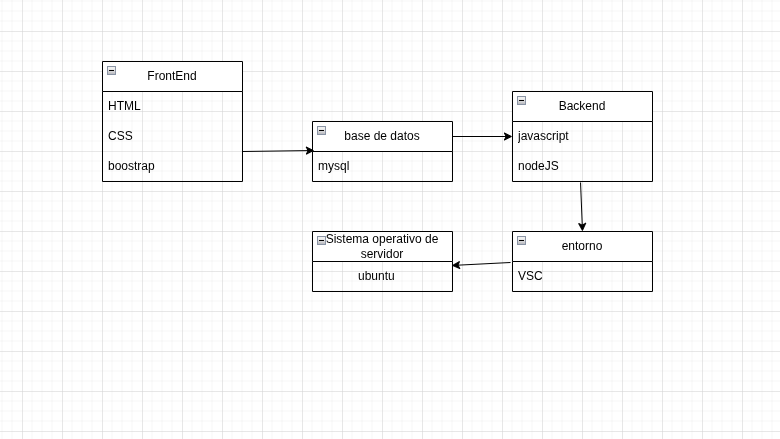 FrontEnd
HTML
CSS
boostrap
base de datos
mysql
Backend
javascript
nodeJS
Sistema operativo de
servidor
ubuntu
entorno
VSC